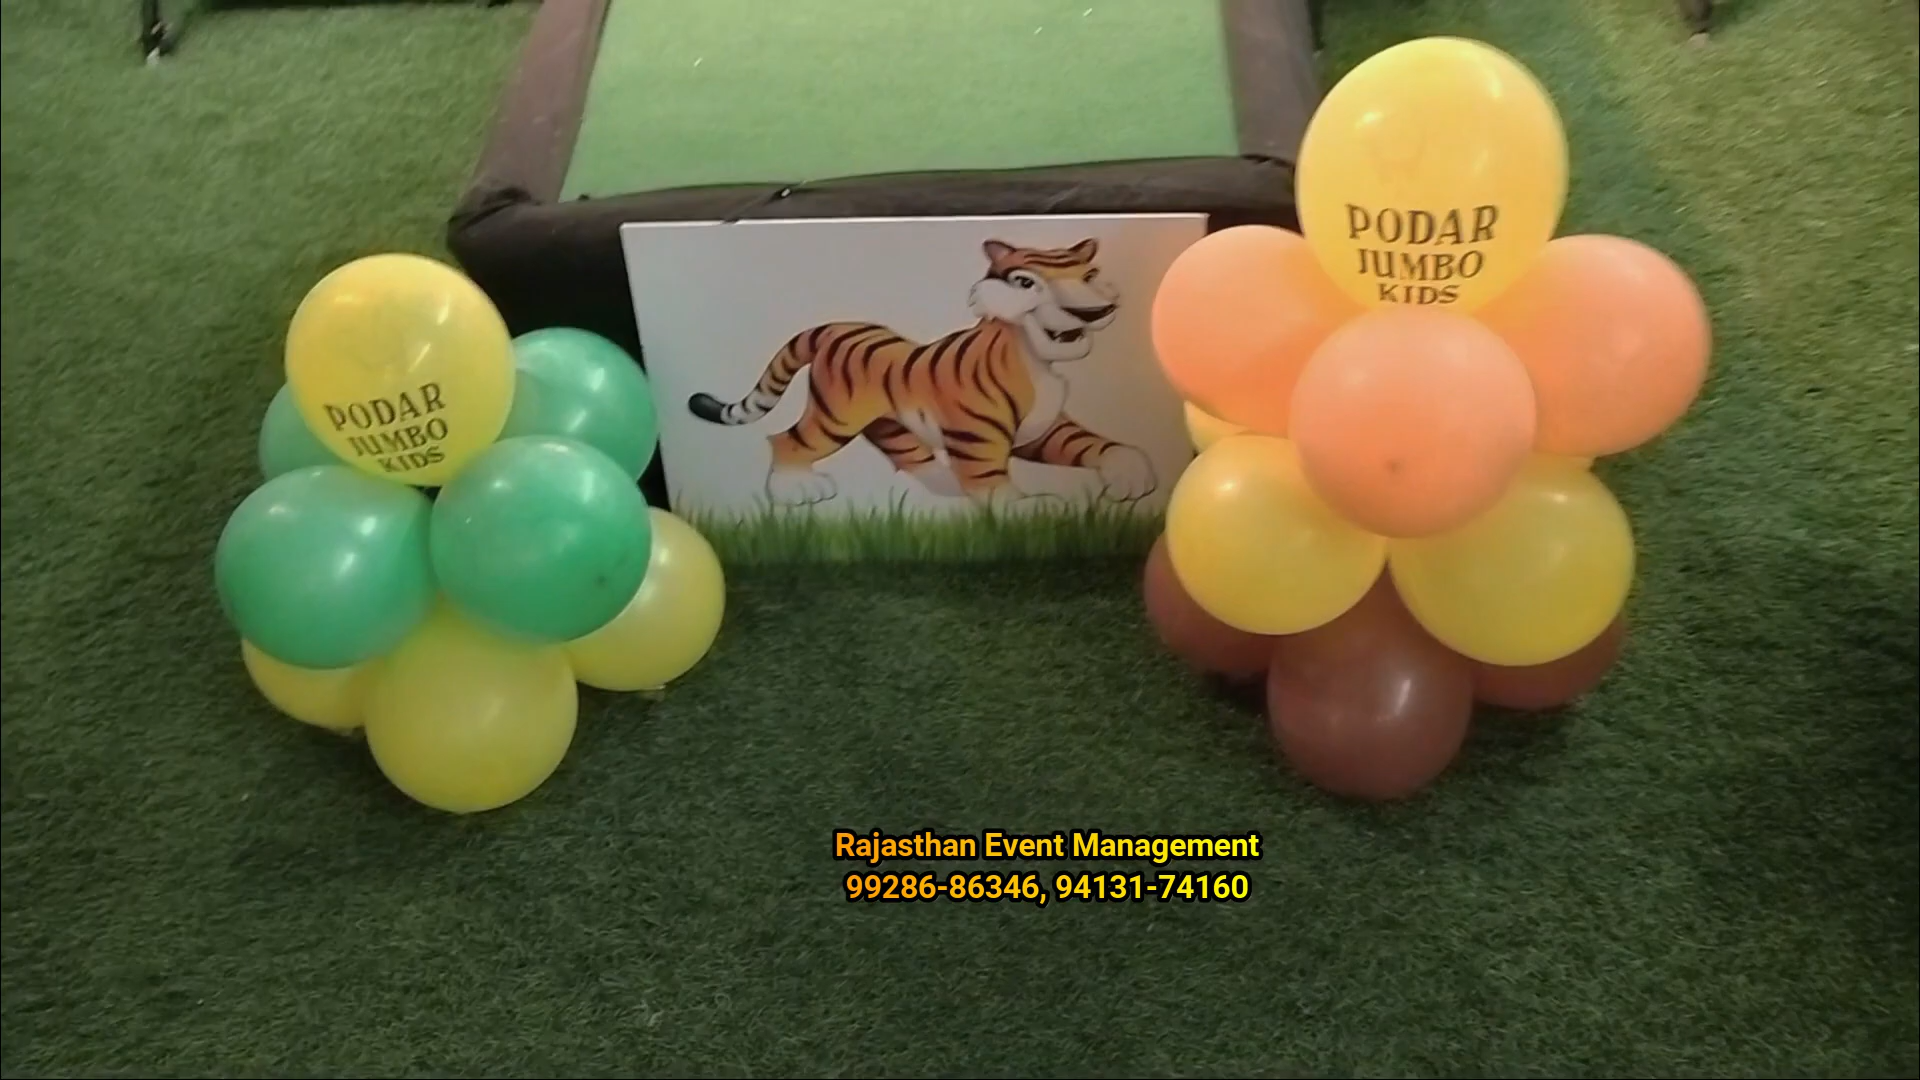 PODAR
JUMBO
KIDS
PODAR
JUMBO
KIDS
Rajasthan Event Management
99286-86346, 94131-74160